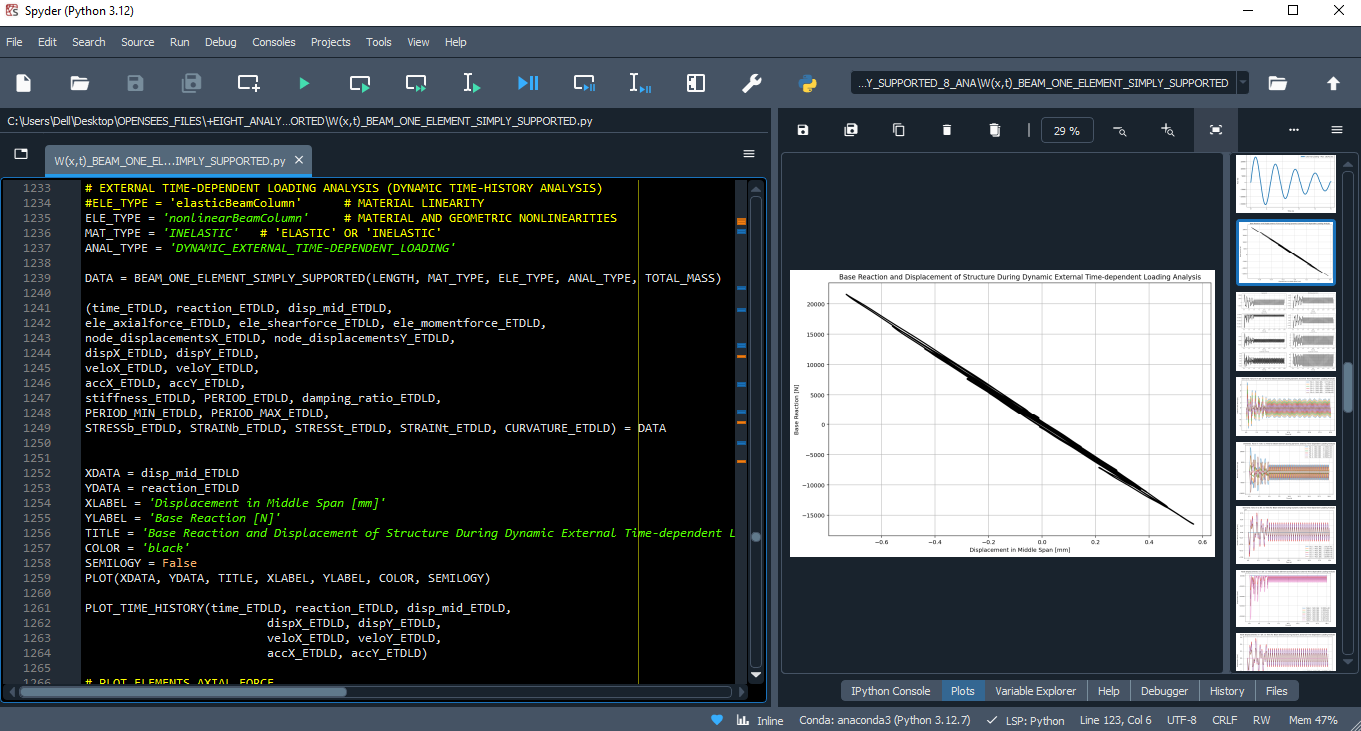 Spyder (Python 3.12)
File Edit Search Source Run Debug Consoles Projects Tools View Help
...Y_SUPPORTED_8_ANA\W(x,t)_BEAM_ONE_ELEMENT_SIMPLY_SUPPORTED
C:\Users\Dell\Desktop\OPENSEES_FILES\+EIGHT_ANALY...ORTED\W(x,t)_BEAM_ONE_ELEMENT_SIMPLY_SUPPORTED.py
W(x,t)_BEAM_ONE_EL...IMPLY_SUPPORTED.py
1233 # EXTERNAL TIME-DEPENDENT LOADING ANALYSIS (DYNAMIC TIME-HISTORY ANALYSIS)
1234 #ELE_TYPE = 'elasticBeamColumn' # MATERIAL LINEARITY
1235 ELE_TYPE = 'nonlinearBeamColumn' # MATERIAL AND GEOMETRIC NONLINEARITIES
1236 MAT_TYPE = 'INELASTIC' # 'ELASTIC' OR 'INELASTIC'
1237 ANAL_TYPE = 'DYNAMIC_EXTERNAL_TIME-DEPENDENT_LOADING'
1238
1239 DATA = BEAM_ONE_ELEMENT_SIMPLY_SUPPORTED(LENGTH, MAT_TYPE, ELE_TYPE, ANAL_TYPE, TOTAL_MASS)
1240
1241 (time_ETDLD, reaction_ETDLD, disp_mid_ETDLD,
1242 ele_axialforce_ETDLD, ele_shearforce_ETDLD, ele_momentforce_ETDLD,
1243 node_displacementsX_ETDLD, node_displacementsY_ETDLD,
1244 dispX_ETDLD, dispY_ETDLD,
1245 veloX_ETDLD, veloY_ETDLD,
1246 accX_ETDLD, accY_ETDLD,
1247 stiffness_ETDLD, PERIOD_ETDLD, damping_ratio_ETDLD,
1248 PERIOD_MIN_ETDLD, PERIOD_MAX_ETDLD,
1249 STRESSb_ETDLD, STRAINb_ETDLD, STRESSt_ETDLD, STRAINt_ETDLD, CURVATURE_ETDLD) = DATA
1250
1251
1252 XDATA = disp_mid_ETDLD
1253 YDATA = reaction_ETDLD
1254 XLABEL = 'Displacement in Middle Span [mm]'
1255 YLABEL = 'Base Reaction [N]'
1256 TITLE = 'Base Reaction and Displacement of Structure During Dynamic External Time-dependent L
1257 COLOR = 'black'
1258 SEMILOGY = False
1259 PLOT(XDATA, YDATA, TITLE, XLABEL, YLABEL, COLOR, SEMILOGY)
1260
1261 PLOT_TIME_HISTORY(time_ETDLD, reaction_ETDLD, disp_mid_ETDLD,
1262 dispX_ETDLD, dispY_ETDLD,
1263 veloX_ETDLD, veloY_ETDLD,
1264 accX_ETDLD, accY_ETDLD)
1265
1266 # PLOT ELEMENTS AXIAL FORCE
29 %
Base Reaction and Displacement of Structure During Dynamic External Time-dependent Loading Analysis
Base Reaction [N]
20000
15000
10000
5000
0
−5000
−10000
−15000
−0.6 −0.4 −0.2 0.0 0.2 0.4 0.6
Displacement in Middle Span [mm]
IPython Console Plots Variable Explorer Help Debugger History Files
Inline Conda: anaconda3 (Python 3.12.7) LSP: Python Line 123, Col 6 UTF-8 CRLF RW Mem 47%